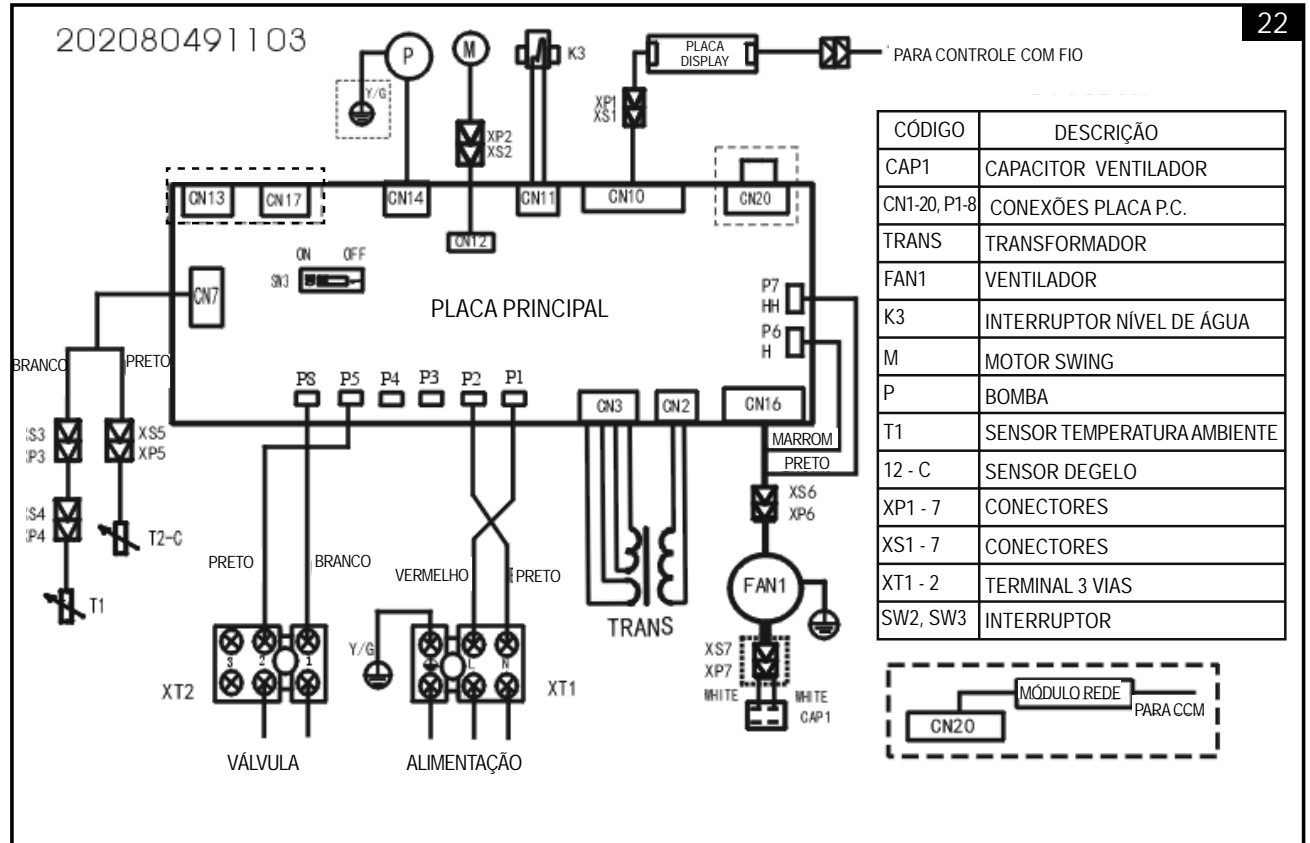 22
202080491103
P
M
K3
PLACA
DISPLAY
PARA CONTROLE COM FIO
Y/G
XP1
XS1
XP2
XS2
CN13
CN17
CN14
CN11
CN10
CN20
CN12
ON OFF
CN7
PLACA PRINCIPAL
P7
HH
P6
H
BRANCO
PRETO
P8
P5
P4
P3
P2
P1
CN3
CN2
CN16
MARROM
PRETO
XS5
XP5
XS6
XP6
T2-C
T1
PRETO
BRANCO
VERMELHO
PRETO
TRANS
FAN1
Y/G
3
2
1
L
N
XT2
XT1
XS7
XP7
WHITE
WHITE
CAP1
VÁLVULA
ALIMENTAÇÃO
CÓDIGO DESCRIÇÃO
CAP1 CAPACITOR VENTILADOR
CN1-20, P1-8 CONEXÕES PLACA P.C.
TRANS TRANSFORMADOR
FAN1 VENTILADOR
K3 INTERRUPTOR NÍVEL DE ÁGUA
M MOTOR SWING
P BOMBA
T1 SENSOR TEMPERATURA AMBIENTE
12 - C SENSOR DEGELO
XP1 - 7 CONECTORES
XS1 - 7 CONECTORES
XT1 - 2 TERMINAL 3 VIAS
SW2, SW3 INTERRUPTOR
MÓDULO REDE
PARA CCM
CN20